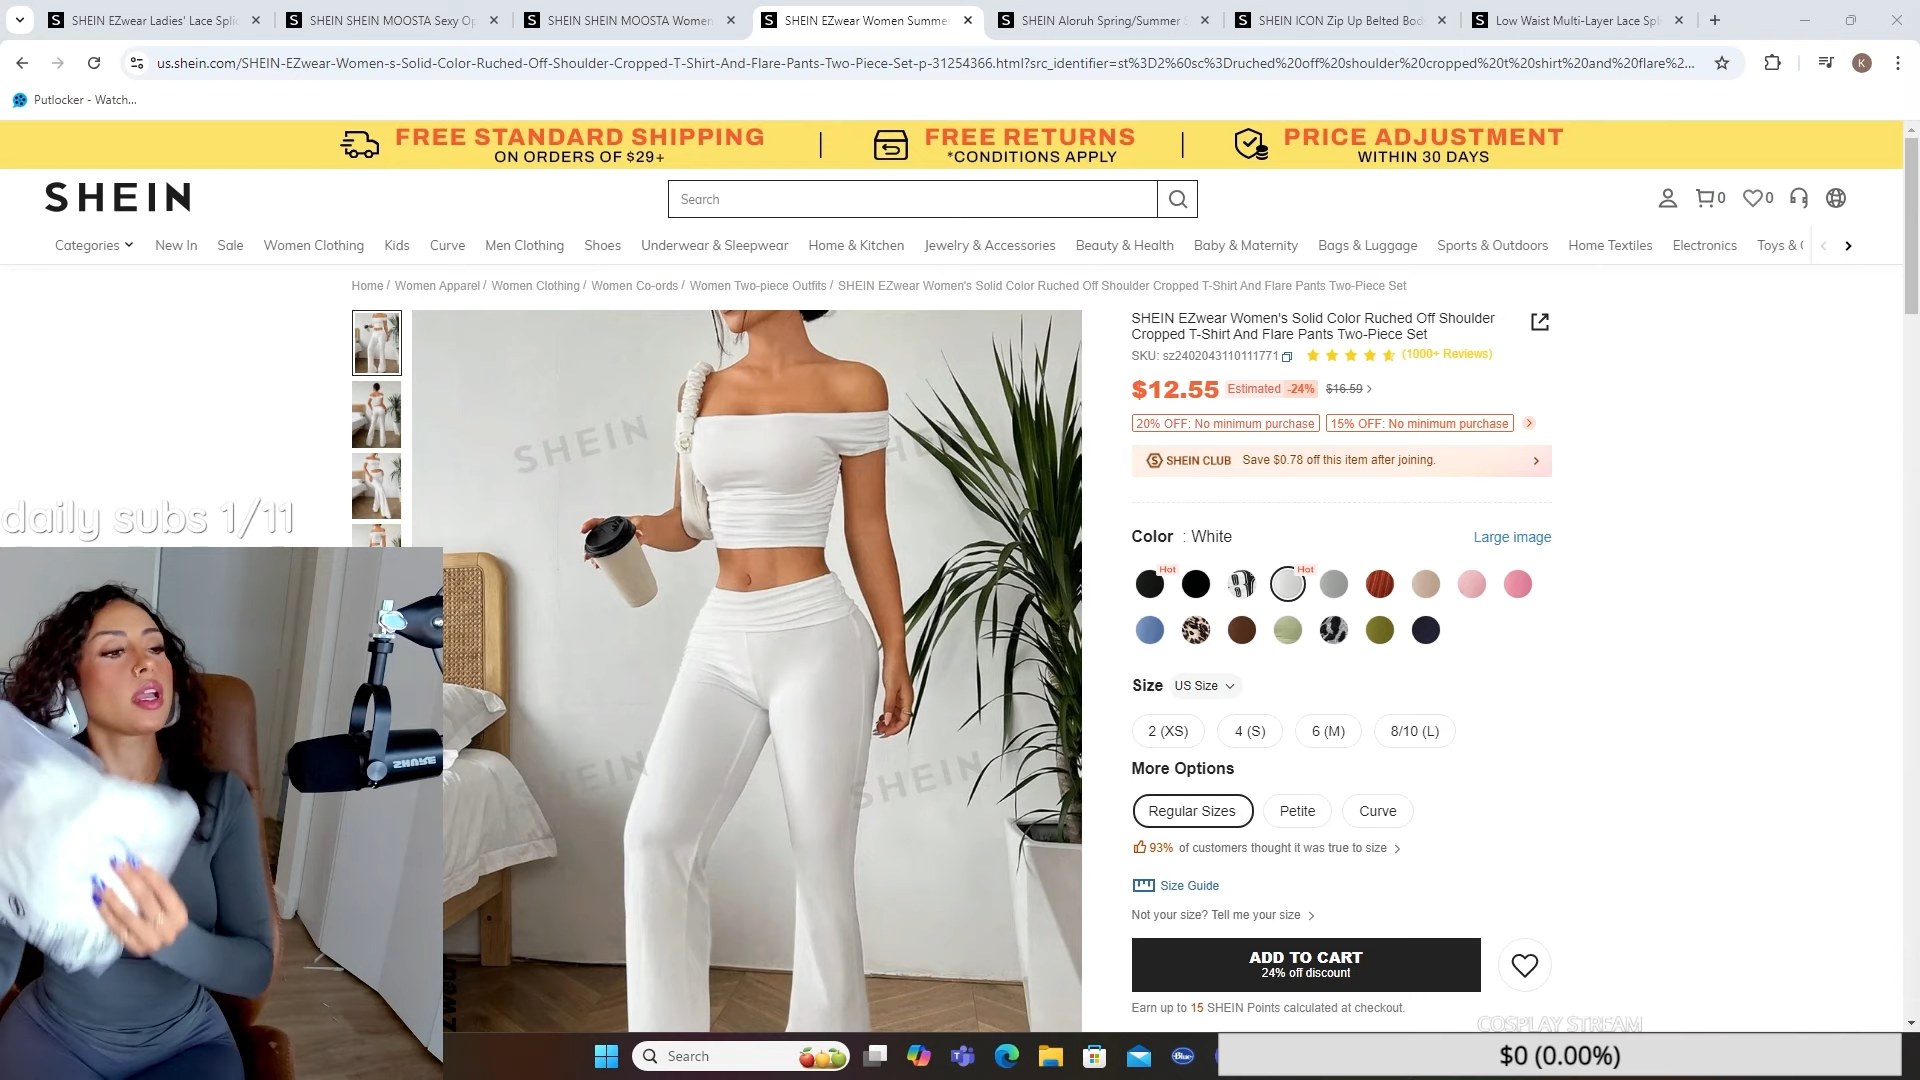 SHEIN EZwear Ladies' Lace Splic
SHEIN SHEIN MOOSTA Sexy Op
SHEIN SHEIN MOOSTA Women
SHEIN EZwear Women Summe
SHEIN Aloruh Spring/Summer S
SHEIN ICON Zip Up Belted Bod
Low Waist Multi-Layer Lace Spl
us.shein.com/SHEIN-EZwear-Women-s-Solid-Color-Ruched-Off-Shoulder-Cropped-T-Shirt-And-Flare-Pants-Two-Piece-Set-p-31254366.html?src_identifier=st%3D2%60sc%3Druched%20off%20shoulder%20cropped%20t%20shirt%20and%20flare%2...
K
Putlocker - Watch...
FREE STANDARD SHIPPING
ON ORDERS OF $29+
FREE RETURNS
*CONDITIONS APPLY
PRICE ADJUSTMENT
WITHIN 30 DAYS
SHEIN
Search
0
0
Categories New In Sale Women Clothing Kids Curve Men Clothing Shoes Underwear & Sleepwear Home & Kitchen Jewelry & Accessories Beauty & Health Baby & Maternity Bags & Luggage Sports & Outdoors Home Textiles Electronics Toys &
Home / Women Apparel / Women Clothing / Women Co-ords / Women Two-piece Outfits / SHEIN EZwear Women's Solid Color Ruched Off Shoulder Cropped T-Shirt And Flare Pants Two-Piece Set
SHEIN EZwear Women's Solid Color Ruched Off Shoulder
Cropped T-Shirt And Flare Pants Two-Piece Set
SKU: sz2402043110111771 (1000+ Reviews)
$12.55 Estimated -24% $16.59
20% OFF: No minimum purchase 15% OFF: No minimum purchase
SHEIN CLUB Save $0.78 off this item after joining.
SHEIN
SHEIN
daily subs 1/11
Color : White Large image
Hot
Hot
Size US Size
2 (XS) 4 (S) 6 (M) 8/10 (L)
More Options
Regular Sizes Petite Curve
93% of customers thought it was true to size
Size Guide
Not your size? Tell me your size
ADD TO CART
24% off discount
Earn up to 15 SHEIN Points calculated at checkout.
SHURE
COSPLAY STREAM
Search
Blue
$0 (0.00%)